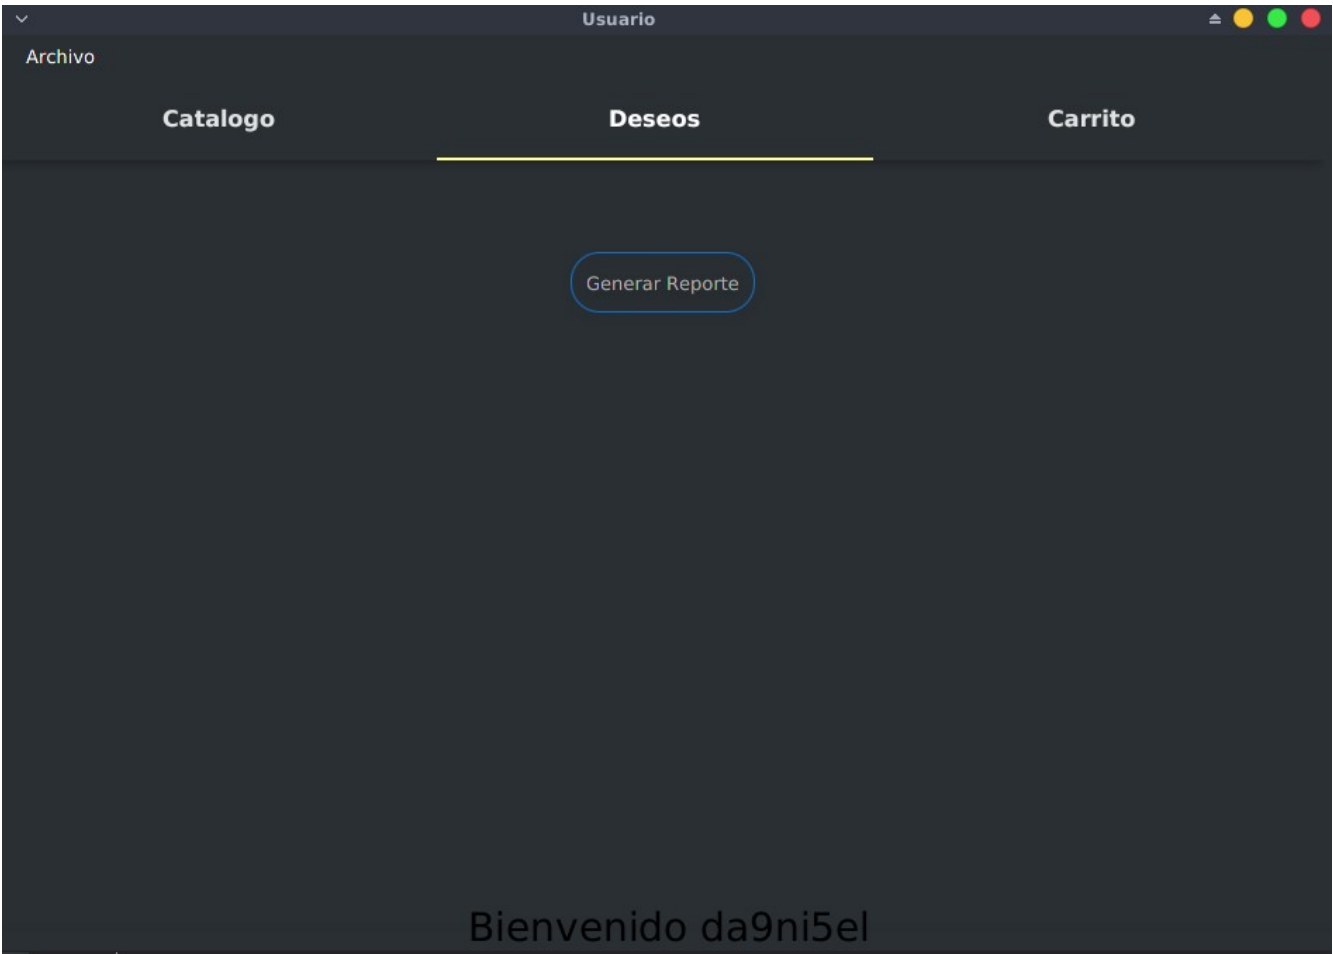 Usuario
Archivo
Catalogo
Deseos
Carrito
Generar Reporte
Bienvenido da9ni5el